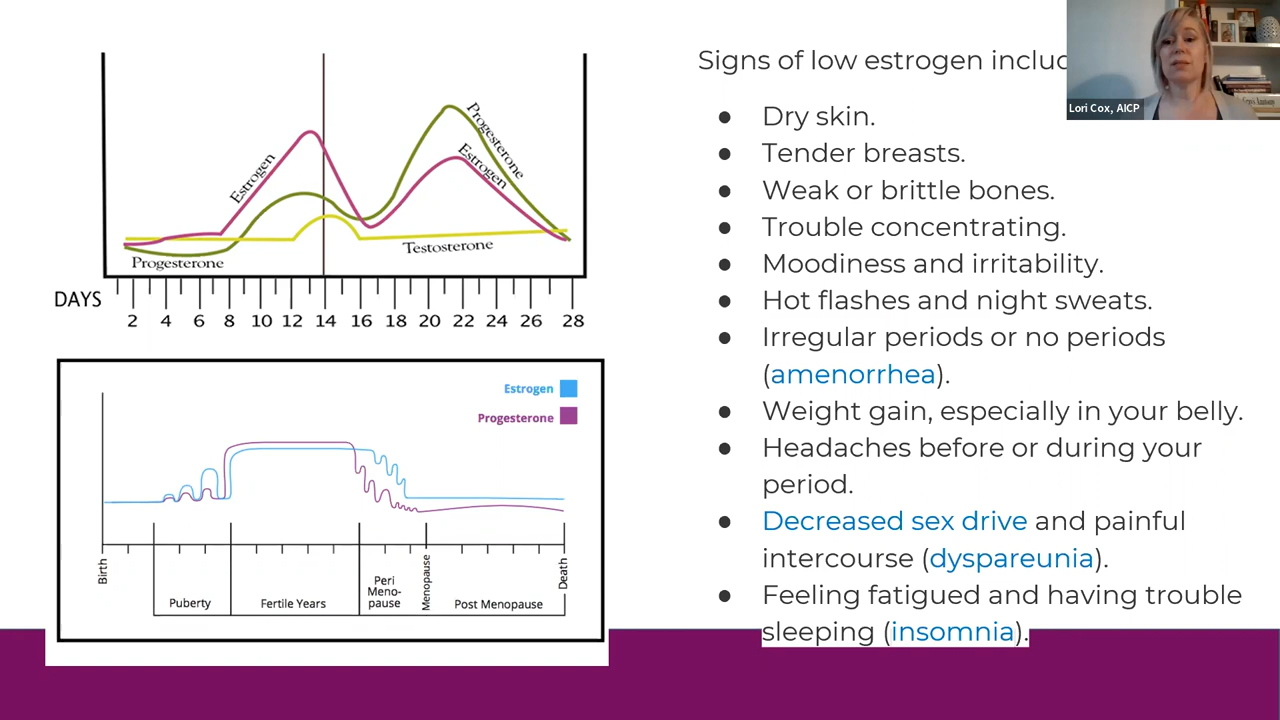 Estrogen
Progesterone
Estrogen
Testosterone
Progesterone
DAYS
2 4 6 8 10 12 14 16 18 20 22 24 26 28
Estrogen
Progesterone
Birth
Puberty
Fertile Years
Peri
Meno-
pause
Menopause
Post Menopause
Death
Signs of low estrogen includ
• Dry skin.
• Tender breasts.
• Weak or brittle bones.
• Trouble concentrating.
• Moodiness and irritability.
• Hot flashes and night sweats.
• Irregular periods or no periods
(amenorrhea).
• Weight gain, especially in your belly.
• Headaches before or during your
period.
• Decreased sex drive and painful
intercourse (dyspareunia).
• Feeling fatigued and having trouble
sleeping (insomnia).
Lori Cox, AICP